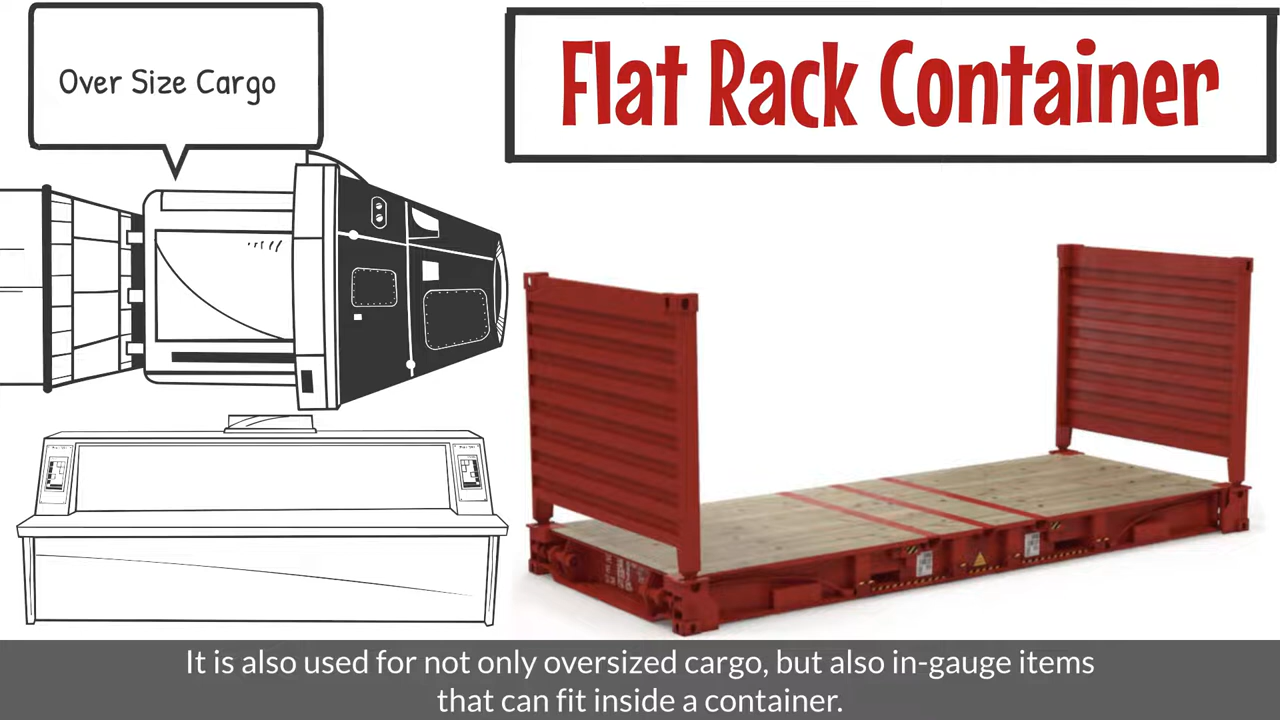 Over Size Cargo
Flat Rack Container
It is also used for not only oversized cargo, but also in-gauge items
that can fit inside a container.